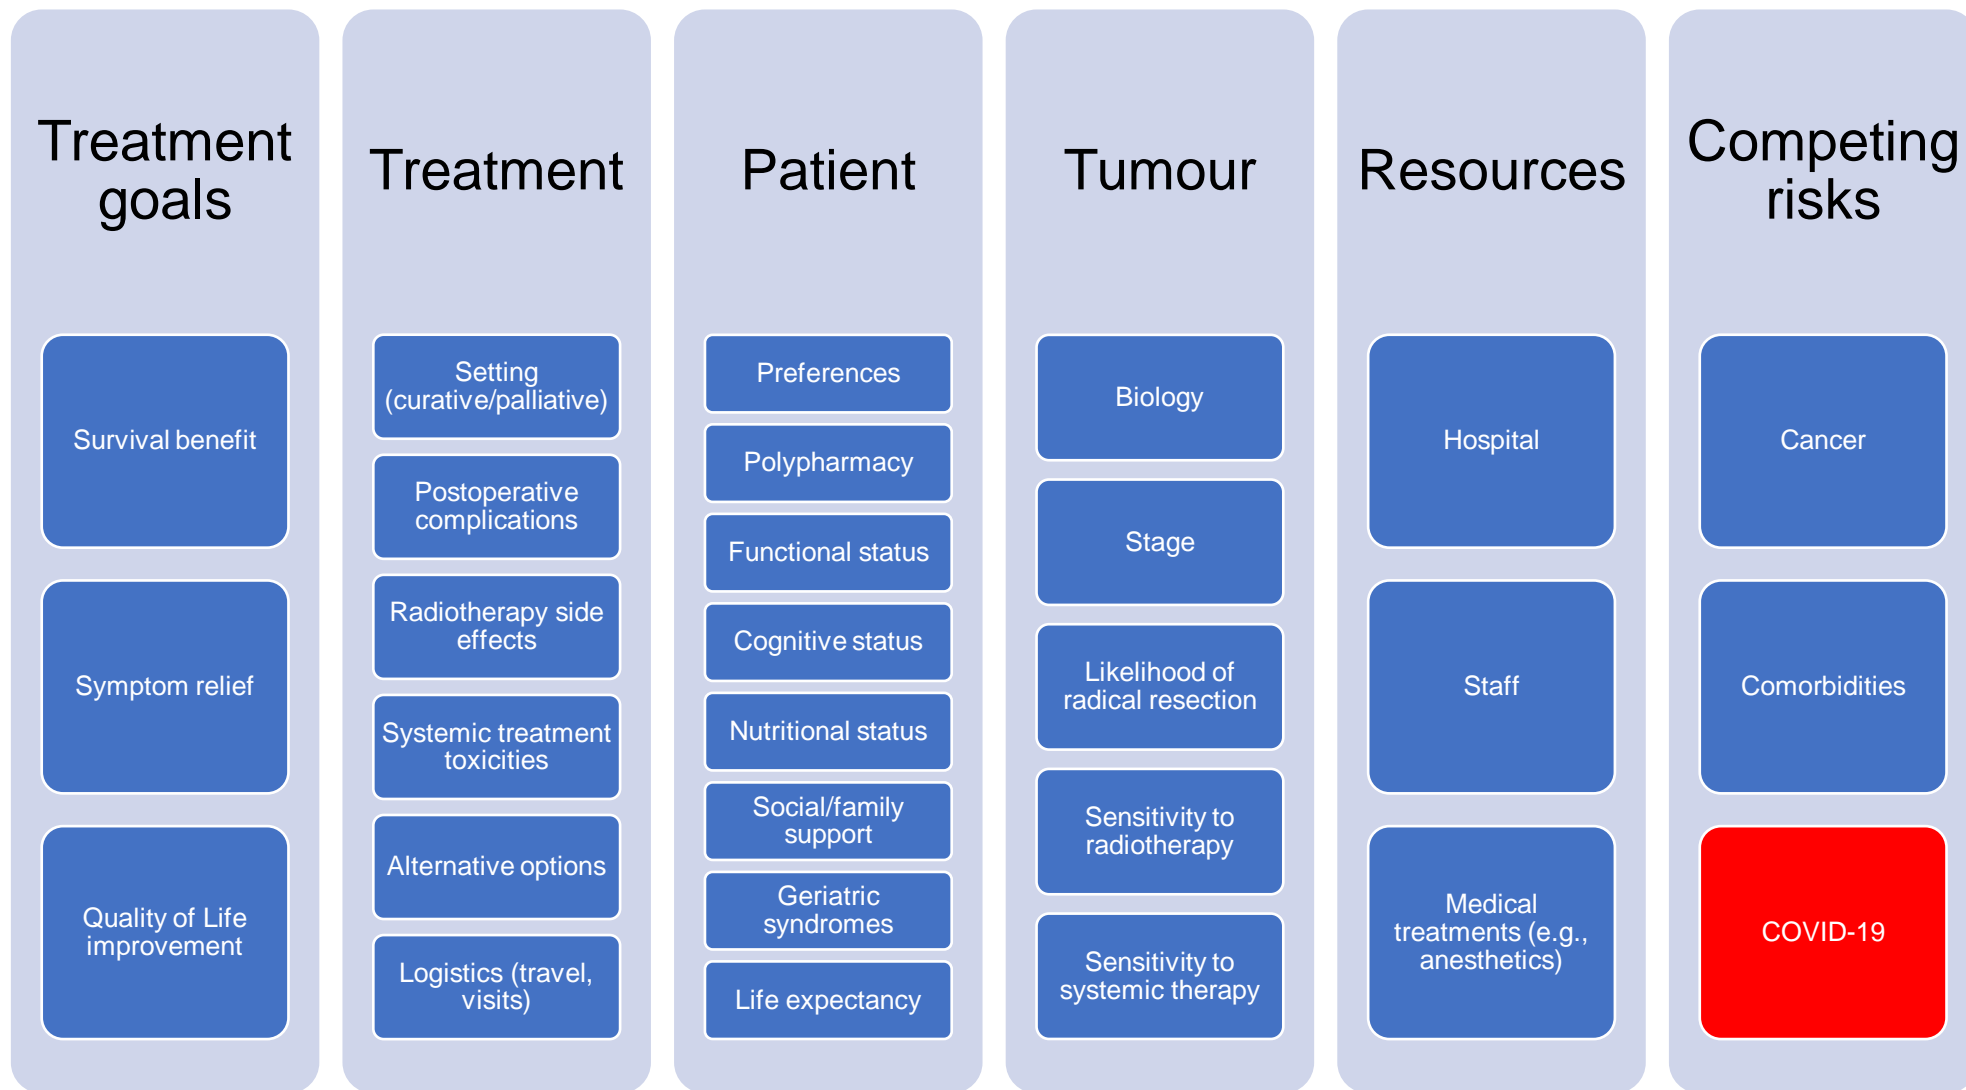 Treatment
goals
Survival benefit
Symptom relief
Quality of Life
improvement
Treatment
Setting
(curative/palliative)
Postoperative
complications
Radiotherapy side
effects
Systemic treatment
toxicities
Alternative options
Logistics (travel,
visits)
Patient
Preferences
Polypharmacy
Functional status
Cognitive status
Nutritional status
Social/family
support
Geriatric
syndromes
Life expectancy
Tumour
Biology
Stage
Likelihood of
radical resection
Sensitivity to
radiotherapy
Sensitivity to
systemic therapy
Resources
Hospital
Staff
Medical
treatments (e.g.,
anesthetics)
Competing
risks
Cancer
Comorbidities
COVID-19